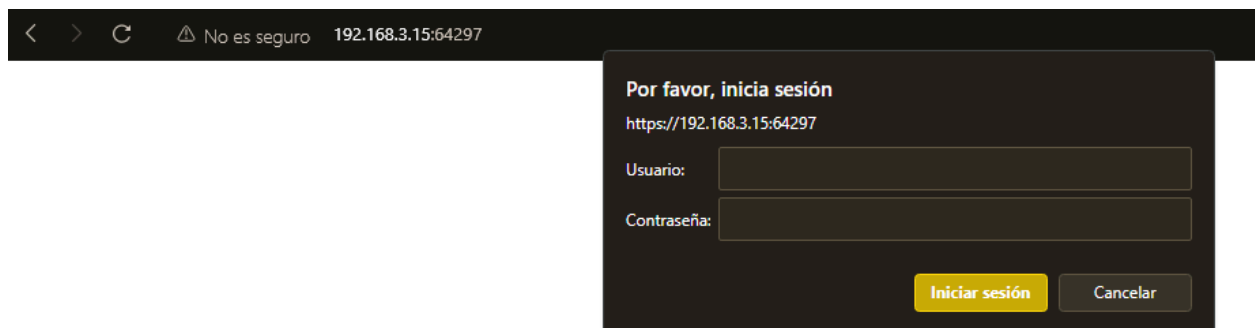 No es seguro 192.168.3.15:64297
Por favor, inicia sesión
https://192.168.3.15:64297
Usuario:
Contraseña:
Iniciar sesión Cancelar